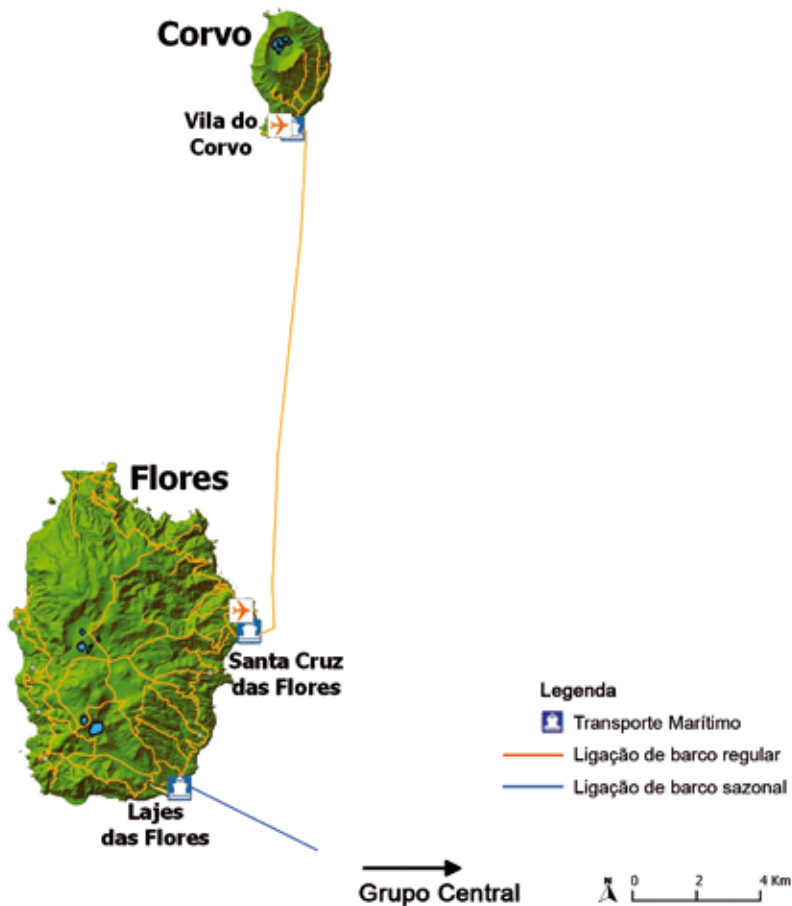 Corvo
Vila do
Corvo
Flores
Santa Cruz
das Flores
Lajes
das Flores
Legenda
Transporte Marítimo
Ligação de barco regular
Ligação de barco sazonal
Grupo Central
N
0 2 4 Km